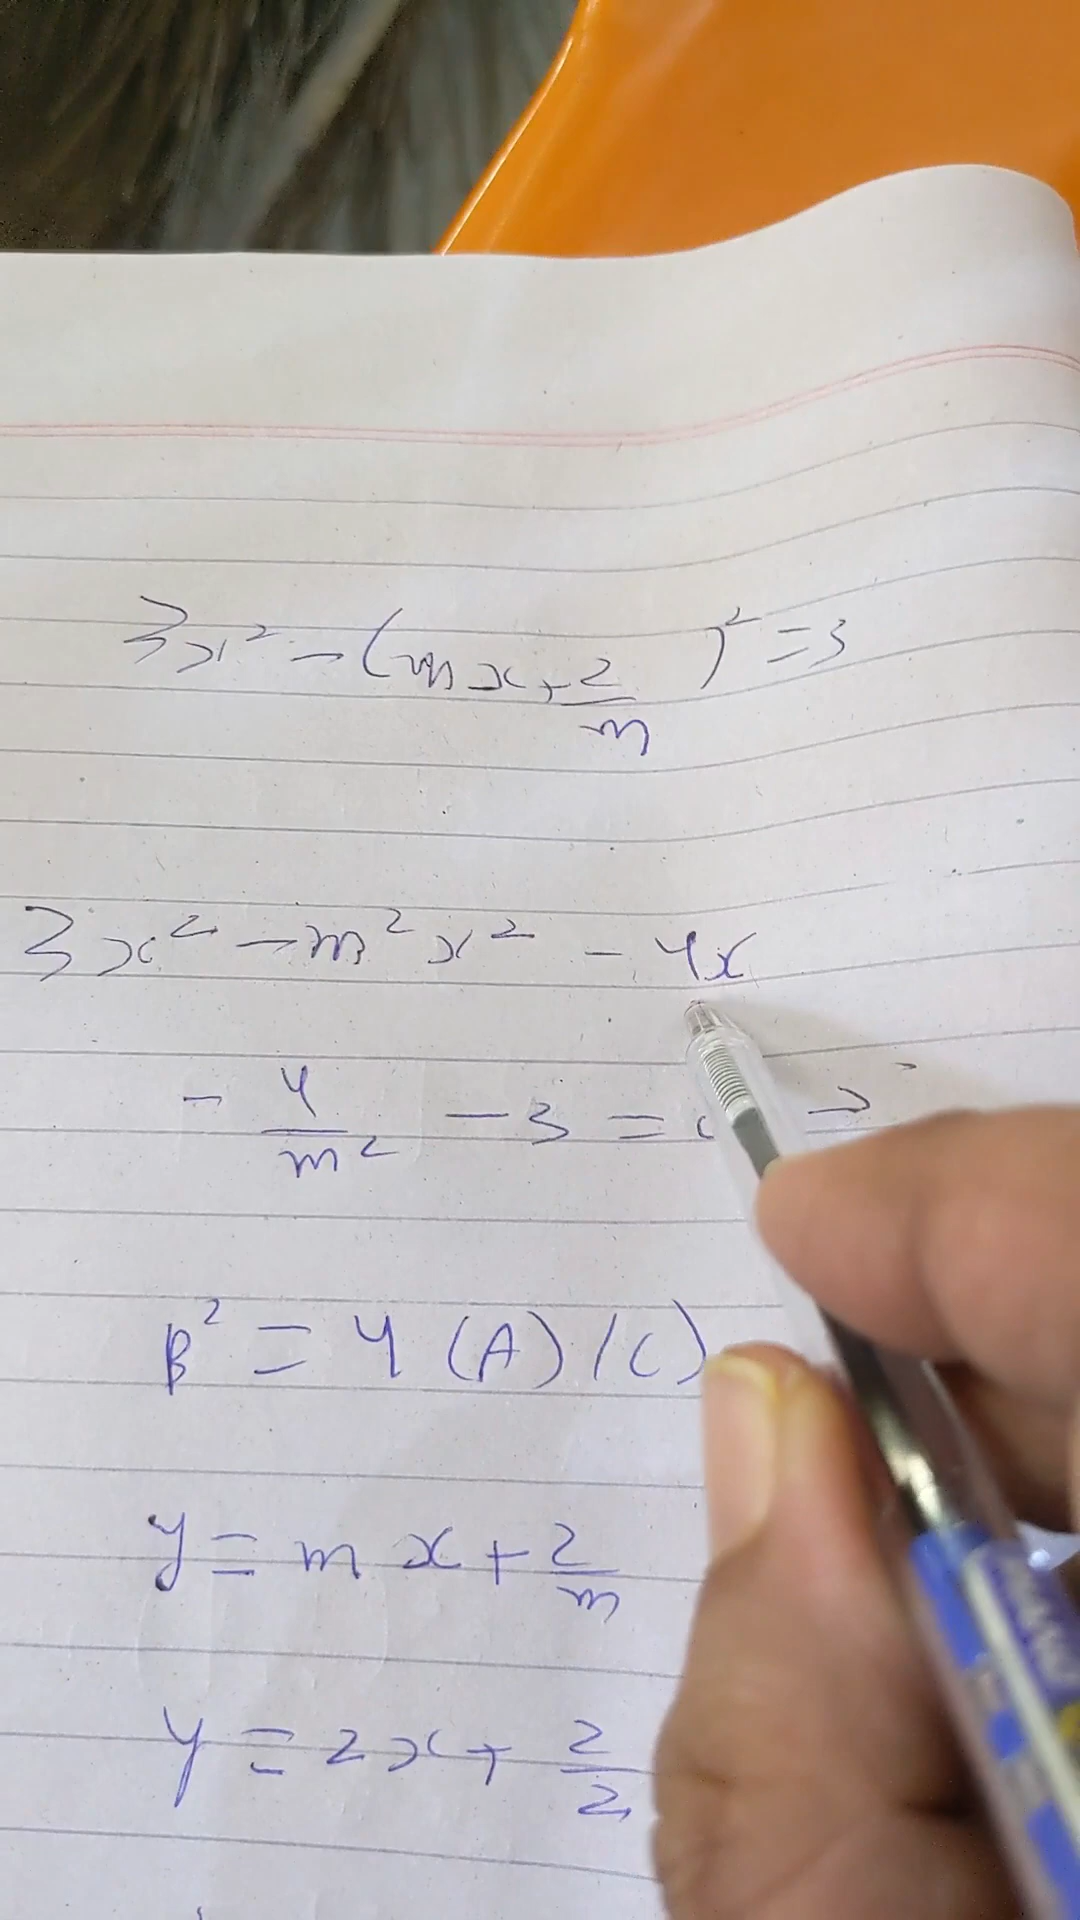 3x² - (mx + 2/m)² = 3
3x² - m²x² - 4x
- 4/m² - 3 = 0 →
B² = 4 (A) (C)
y = mx + 2/m
y = 2x + 2/2